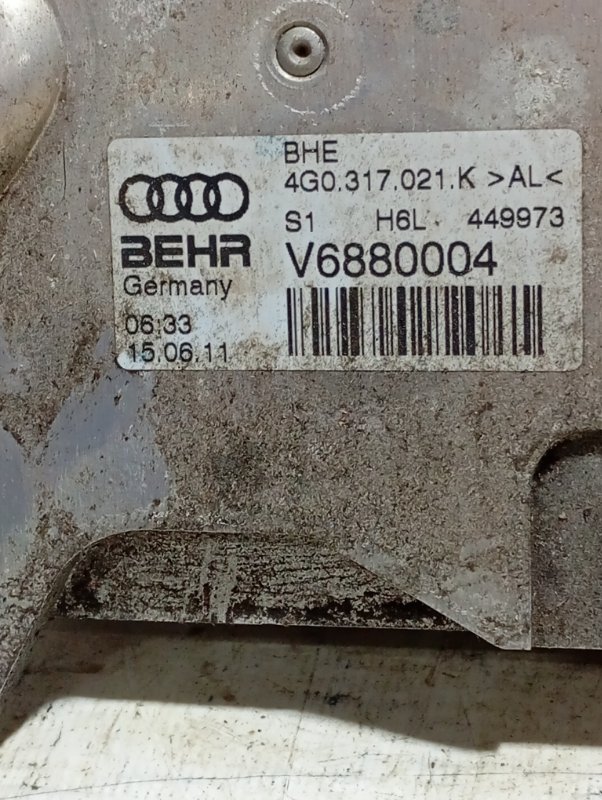 BHE
4G0.317.021.K >AL<
S1 H6L 449973
BEHR
V6880004
Germany
06:33
15.06.11